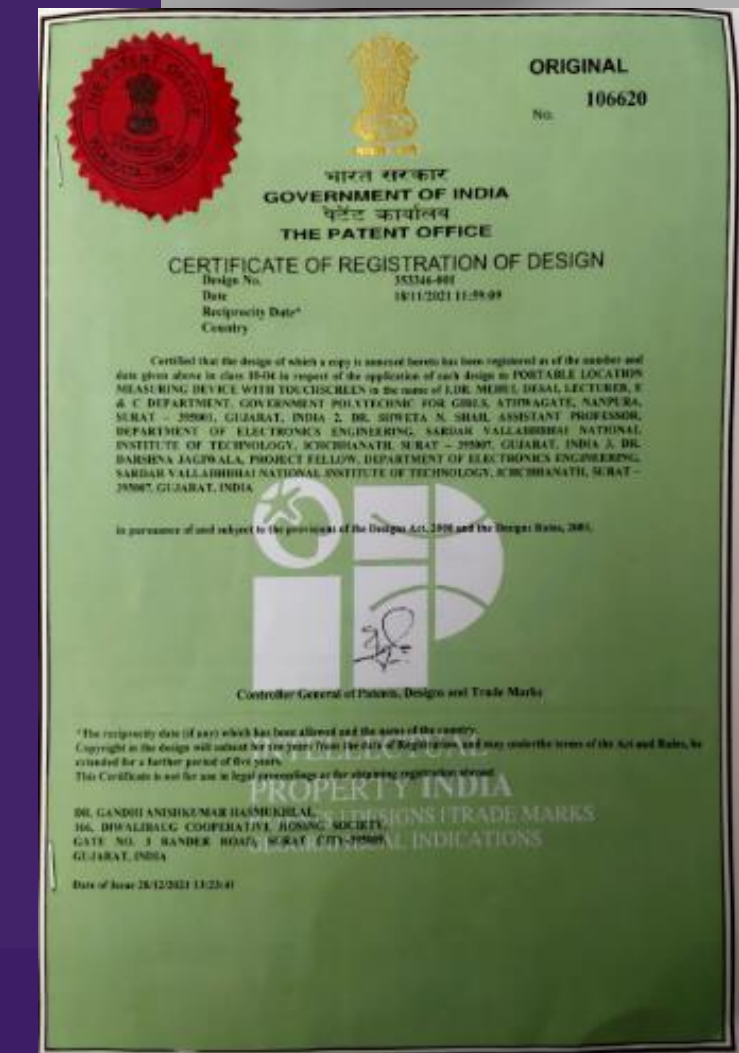 THE PATENT OFFICE
ORIGINAL
No. 106620
भारत सरकार
GOVERNMENT OF INDIA
पेटेंट कार्यालय
THE PATENT OFFICE
CERTIFICATE OF REGISTRATION OF DESIGN
Design No. 353346-001
Date 18/11/2021 11:59:09
Reciprocity Date*
Country
Certified that the design of which a copy is annexed hereto has been registered as of the number and
date given above in class 10-04 in respect of the application of such design to PORTABLE LOCATION
MEASURING DEVICE WITH TOUCHSCREEN in the name of 1.DR. MEHUL DESAI, LECTURER, E
& C DEPARTMENT, GOVERNMENT POLYTECHNIC FOR GIRLS, ATHWAGATE, NANPURA,
SURAT – 395001, GUJARAT, INDIA 2. DR. SHWETA N. SHAH, ASSISTANT PROFESSOR,
DEPARTMENT OF ELECTRONICS ENGINEERING, SARDAR VALLABHBHAI NATIONAL
INSTITUTE OF TECHNOLOGY, ICHCHHANATH, SURAT – 395007, GUJARAT, INDIA 3. DR.
DARSHNA JAGIWALA, PROJECT FELLOW, DEPARTMENT OF ELECTRONICS ENGINEERING,
SARDAR VALLABHBHAI NATIONAL INSTITUTE OF TECHNOLOGY, ICHCHHANATH, SURAT –
395007, GUJARAT, INDIA
in pursuance of and subject to the provisions of the Designs Act, 2000 and the Designs Rules, 2001.
Controller General of Patents, Designs and Trade Marks
*The reciprocity date (if any) which has been allowed and the name of the country.
Copyright in the design will subsist for ten years from the date of Registration, and may under the terms of the Act and Rules, be
extended for a further period of five years.
This Certificate is not for use in legal proceedings or for obtaining registration abroad.
INTELLECTUAL
PROPERTY INDIA
DESIGNS | TRADE MARKS
GEOGRAPHICAL INDICATIONS
DR. GANDHI ANISHKUMAR HASMUKHLAL
DIWALIBAUG COOPERATIVE HOSING SOCIETY,
GATE NO. 3 RANDER ROAD, SURAT CITY-395009
GUJARAT, INDIA
Date of Issue 28/12/2021 13:23:41